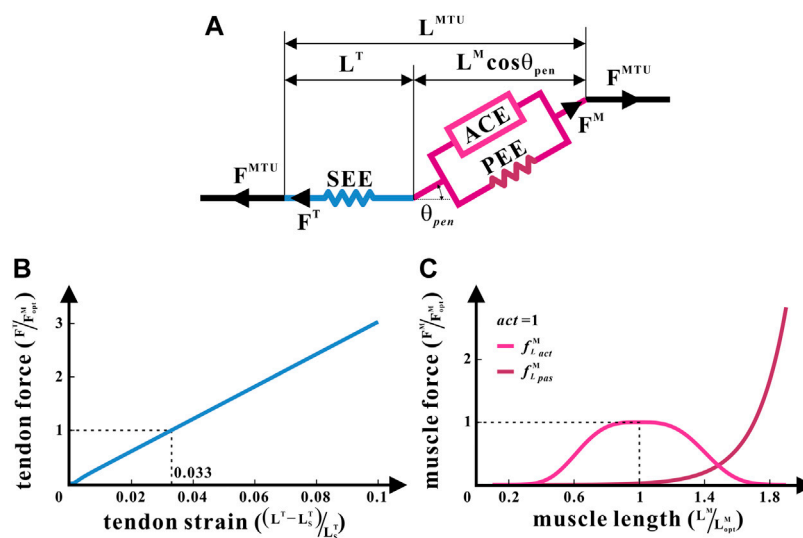 A
L^MTU
L^T
L^M cosθ_pen
F^MTU
ACE
F^M
PEE
F^MTU
SEE
F^T
θ_pen
B
tendon force (F^T/F^M_opt)
3
2
1
0.033
0
0.02
0.04
0.06
0.08
0.1
tendon strain ((L^T-L^T_S)/L^T_S)
C
muscle force (F^M/F^M_opt)
act=1
f^M_L act
f^M_L pas
2
1
0
0.2
0.6
1
1.4
1.8
muscle length (L^M/L^M_opt)